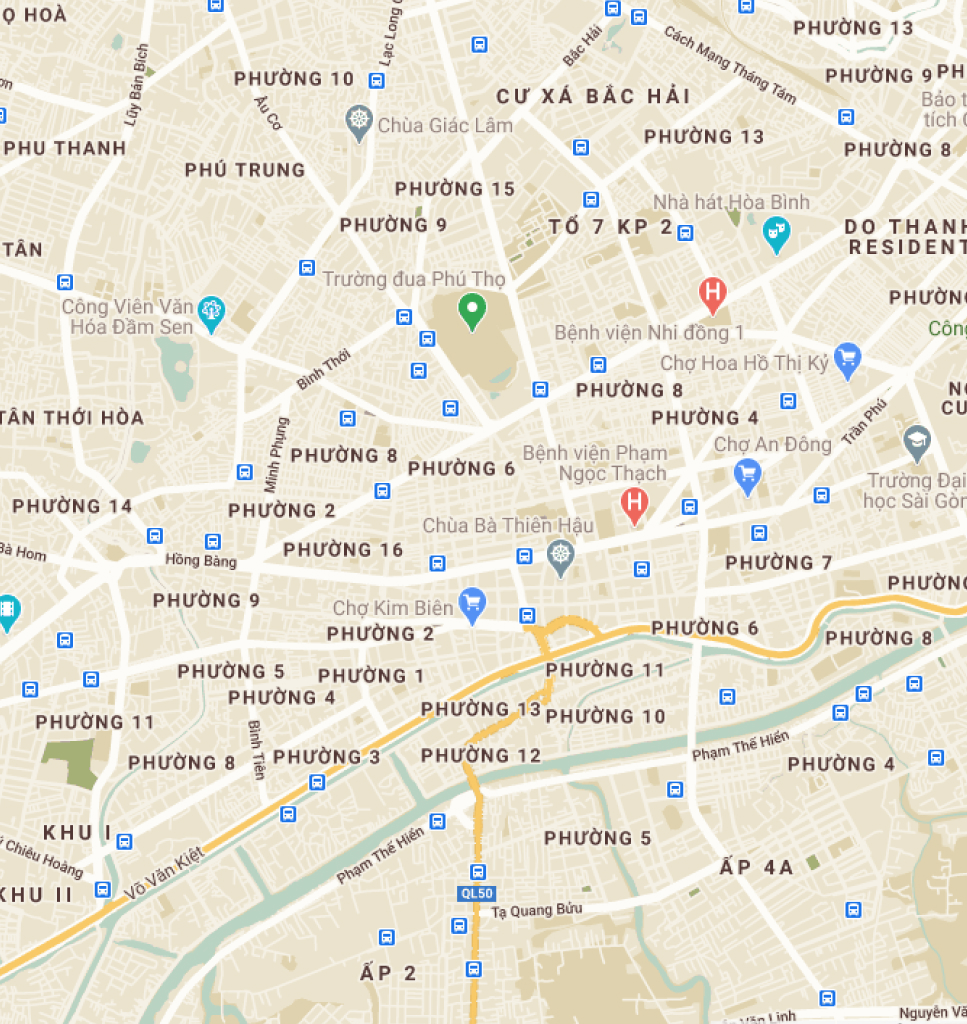 Ọ HOÀ
Lạc Long
Bắc Hải
Cách Mạng Tháng Tám
PHƯỜNG 13
Lũy Bán Bích
PHƯỜNG 10
Âu Cơ
CƯ XÁ BẮC HẢI
PHƯỜNG 9
PH
Bảo t
tích
Chùa Giác Lâm
PHƯỜNG 13
PHU THANH
PHƯỜNG 8
PHÚ TRUNG
PHƯỜNG 15
Nhà hát Hòa Bình
PHƯỜNG 9
TỔ 7 KP 2
DO THANH
RESIDENT
TÂN
Trường đua Phú Thọ
PHƯỜNG
Công Viên Văn
Hóa Đầm Sen
H
Bệnh viện Nhi đồng 1
Công
Chợ Hoa Hồ Thị Kỷ
Bình Thới
PHƯỜNG 8
CƯ
TÂN THỚI HÒA
PHƯỜNG 4
Trần Phú
Minh Phụng
PHƯỜNG 8
PHƯỜNG 6
Bệnh viện Phạm
Ngọc Thạch
Chợ An Đông
Trường Đại
học Sài Gòn
PHƯỜNG 14
PHƯỜNG 2
H
Chùa Bà Thiên Hậu
Bà Hom
Hồng Bàng
PHƯỜNG 16
PHƯỜNG 7
PHƯỜNG
PHƯỜNG 9
Chợ Kim Biên
PHƯỜNG 2
PHƯỜNG 6
PHƯỜNG 8
PHƯỜNG 5
PHƯỜNG 1
PHƯỜNG 11
PHƯỜNG 4
PHƯỜNG 13
PHƯỜNG 10
PHƯỜNG 11
Bình Tiên
PHƯỜNG 8
PHƯỜNG 3
PHƯỜNG 12
Phạm Thế Hiển
PHƯỜNG 4
KHU I
Chiêu Hoàng
Phạm Thế Hiển
PHƯỜNG 5
Võ Văn Kiệt
ẤP 4A
KHU II
QL50
Tạ Quang Bửu
ẤP 2
Văn Linh
Nguyễn Vă